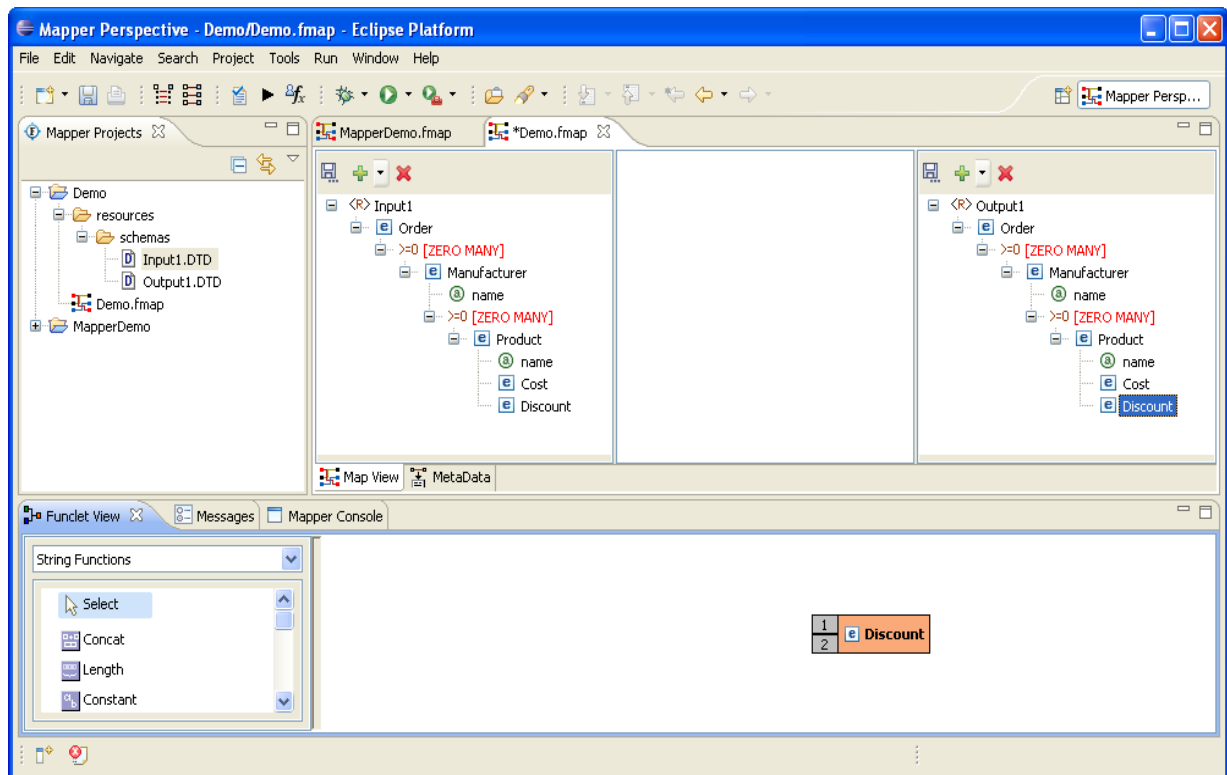 Mapper Perspective - Demo/Demo.fmap - Eclipse Platform
File Edit Navigate Search Project Tools Run Window Help
Mapper Persp...
Mapper Projects
MapperDemo.fmap
*Demo.fmap
Demo
resources
schemas
Input1.DTD
Output1.DTD
Demo.fmap
MapperDemo
<R> Input1
e Order
>=0 [ZERO MANY]
e Manufacturer
a name
>=0 [ZERO MANY]
e Product
a name
e Cost
e Discount
<R> Output1
e Order
>=0 [ZERO MANY]
e Manufacturer
a name
>=0 [ZERO MANY]
e Product
a name
e Cost
e Discount
Map View
MetaData
Funclet View
Messages
Mapper Console
String Functions
Select
Concat
Length
Constant
1
2
e Discount